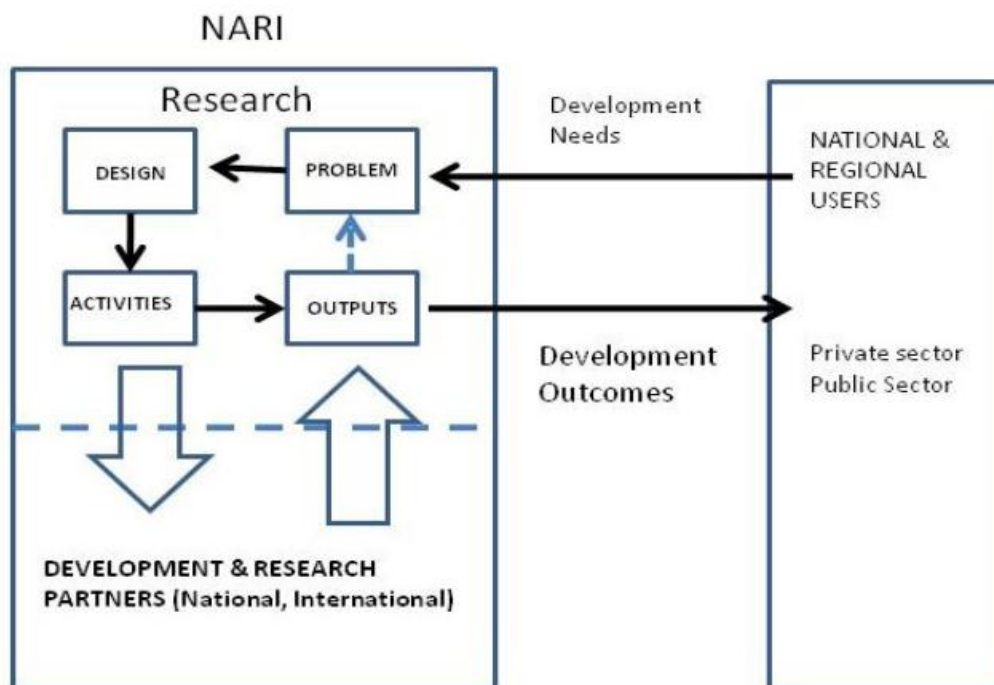 NARI
Research
DESIGN
PROBLEM
ACTIVITIES
OUTPUTS
DEVELOPMENT & RESEARCH
PARTNERS (National, International)
Development
Needs
Development
Outcomes
NATIONAL &
REGIONAL
USERS
Private sector
Public Sector